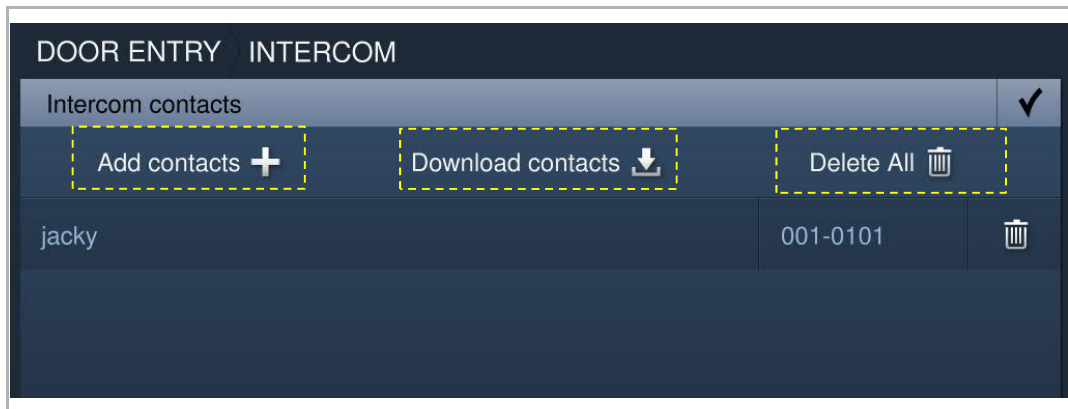 DOOR ENTRY INTERCOM
Intercom contacts
Add contacts Download contacts Delete All
jacky 001-0101